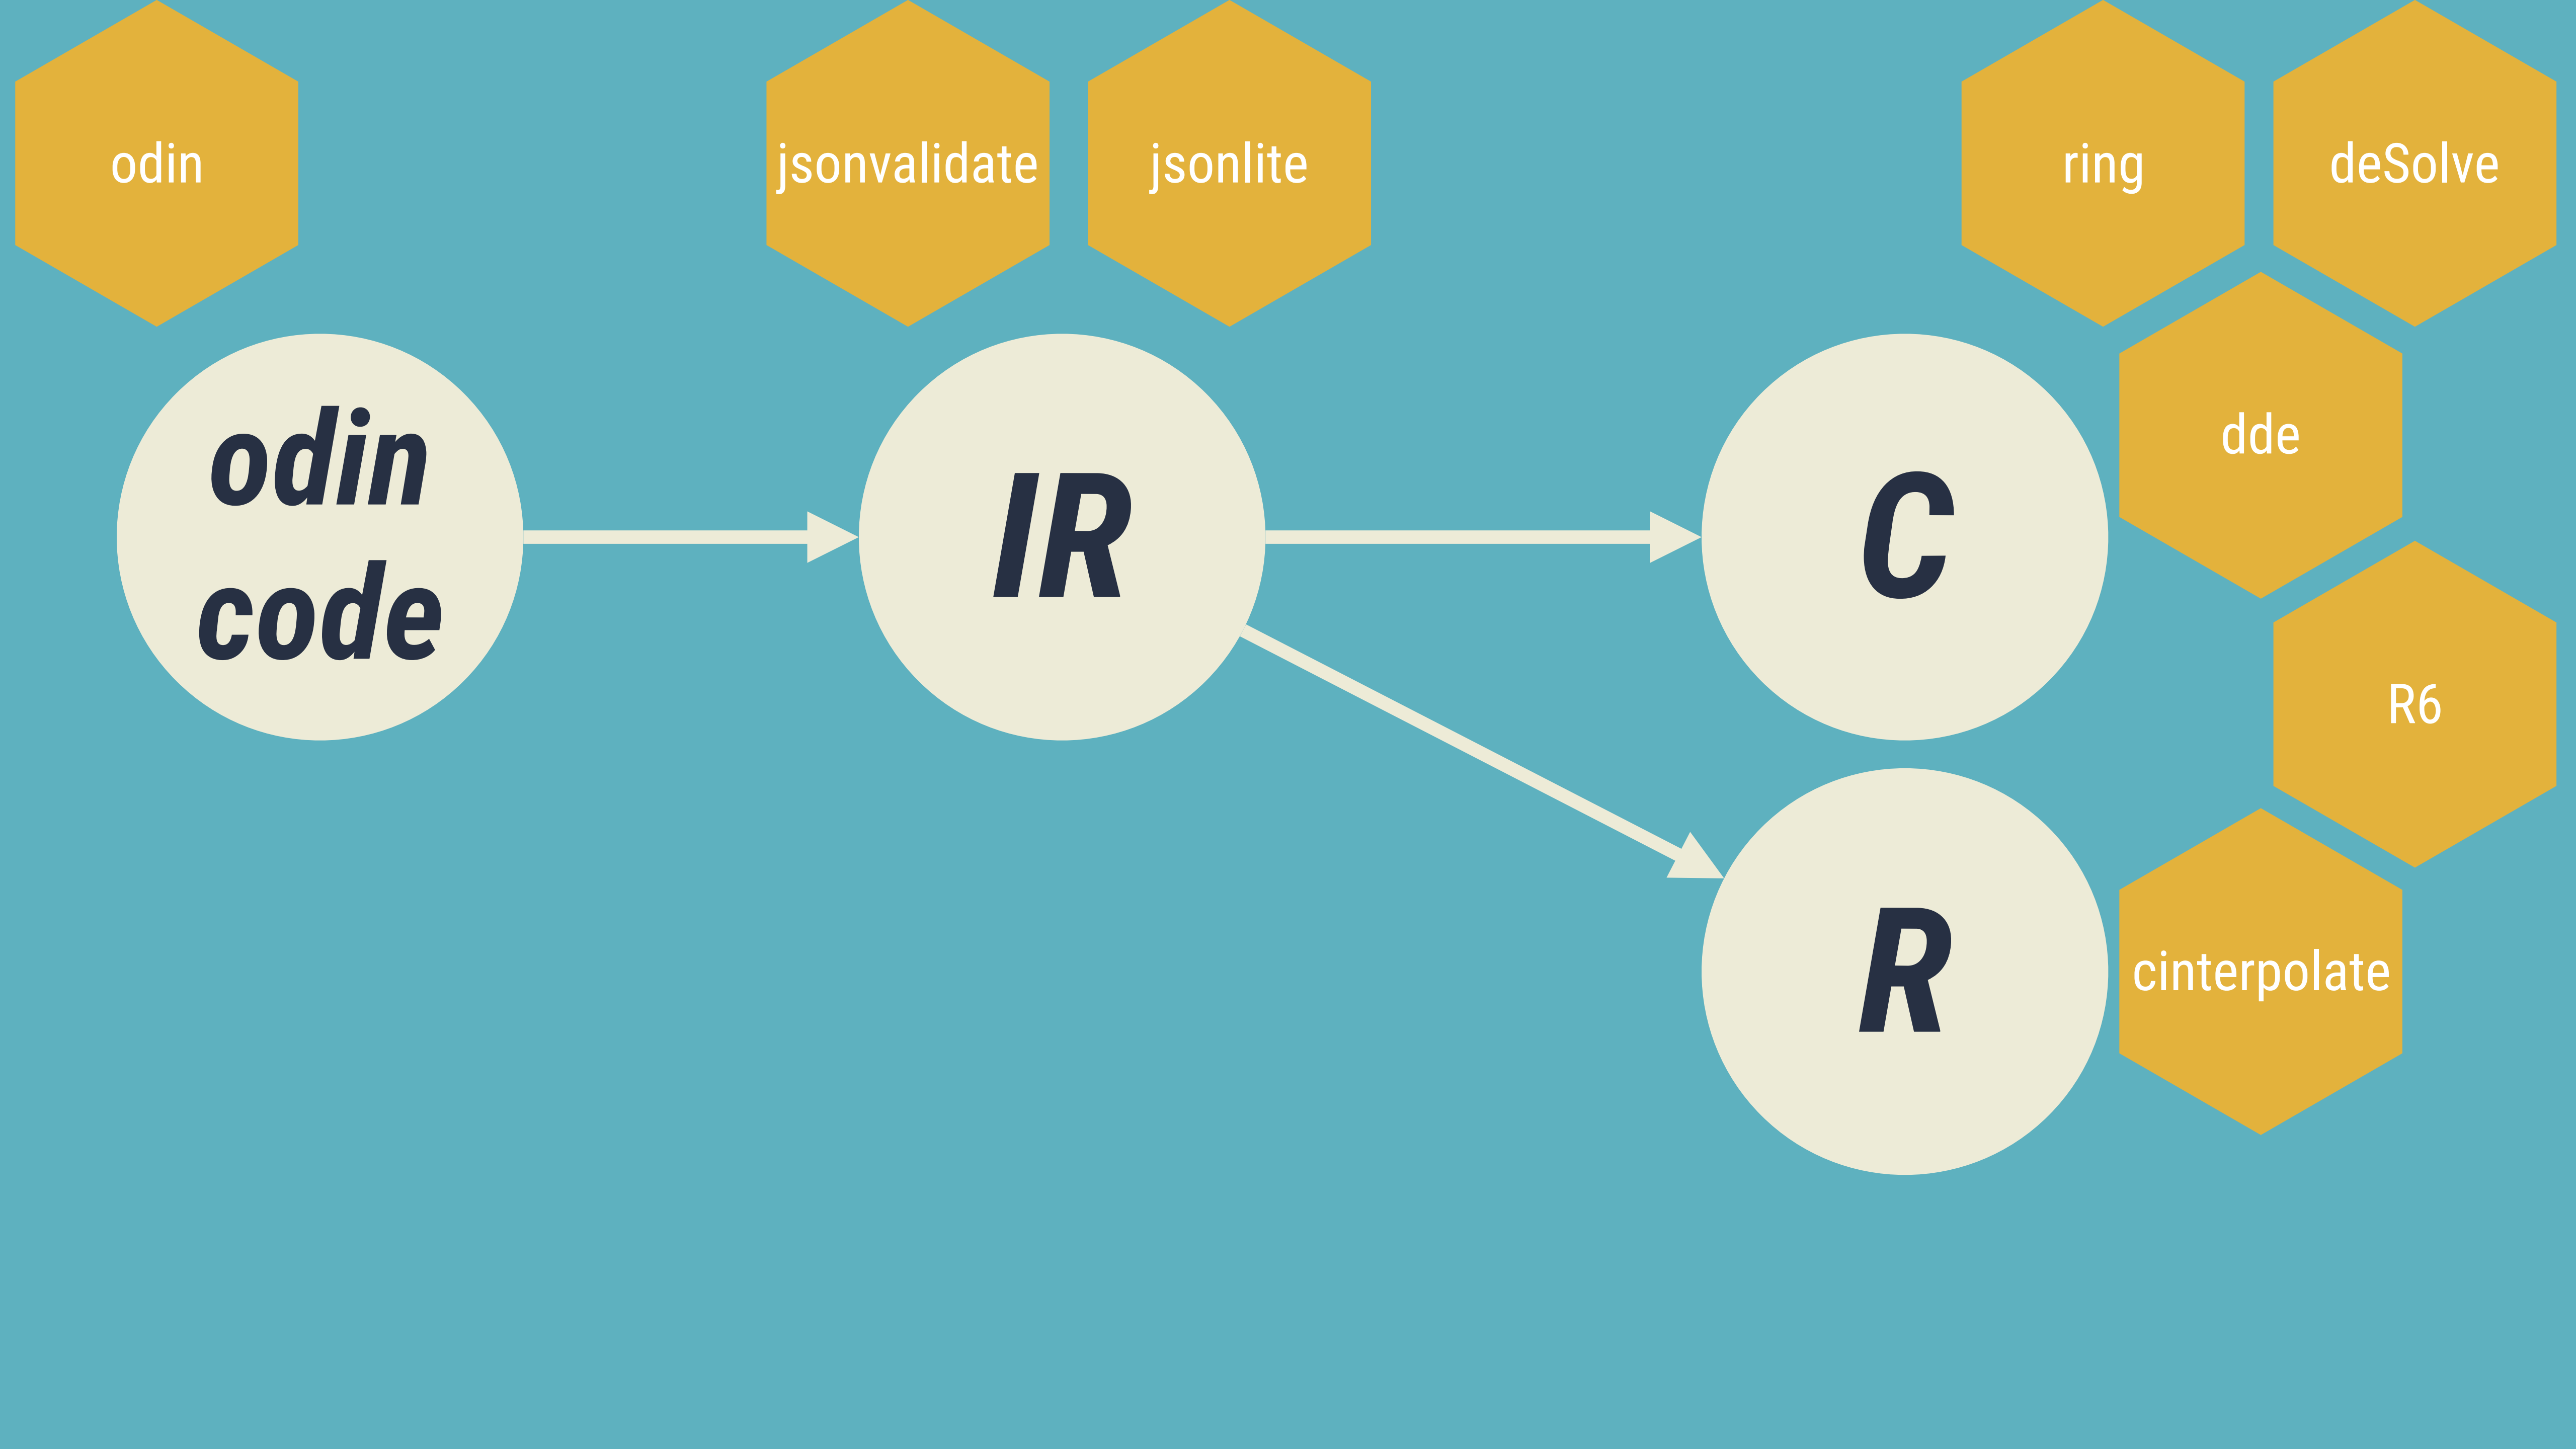 odin
jsonvalidate
jsonlite
ring
deSolve
odin
code
IR
C
dde
R6
R
cinterpolate